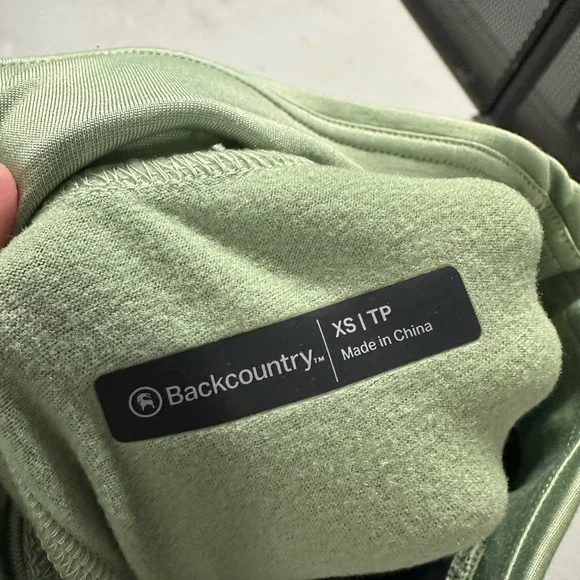 Backcountry™
XS | TP
Made in China